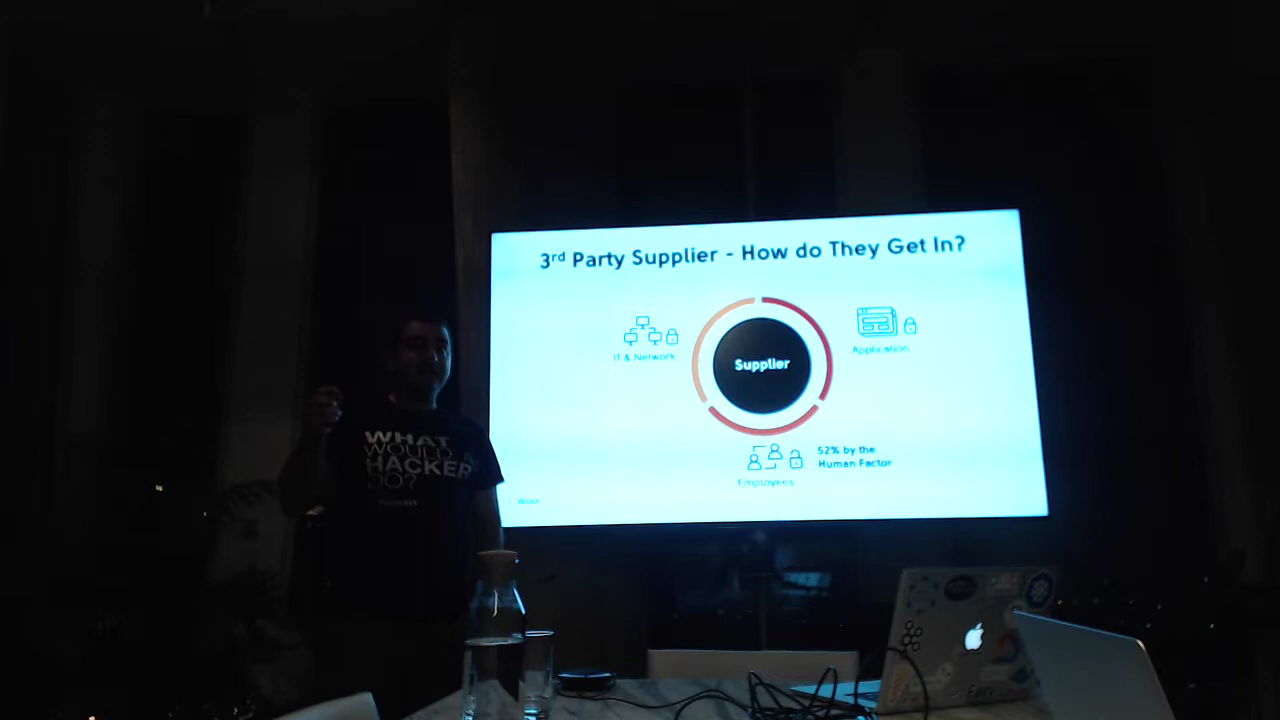 3rd Party Supplier - How do They Get In?
IT & Network
Application
Supplier
52% by the
Human Factor
Employees
WHAT
WOULD
HACKER
DO?